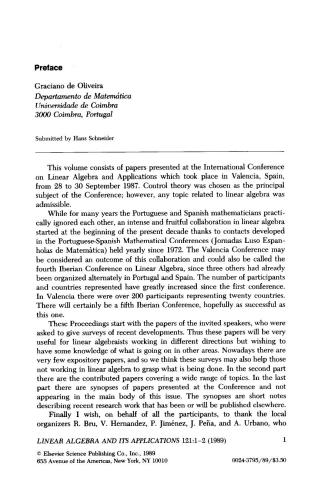 Preface
Graciano de Oliveira
Departamento de Matemática
Universidade de Coimbra
3000 Coimbra, Portugal
Submitted by Hans Schneider
This volume consists of papers presented at the International Conference
on Linear Algebra and Applications which took place in Valencia, Spain,
from 28 to 30 September 1987. Control theory was chosen as the principal
subject of the Conference; however, any topic related to linear algebra was
admissible.
While for many years the Portuguese and Spanish mathematicians practi-
cally ignored each other, an intense and fruitful collaboration in linear algebra
started at the beginning of the present decade thanks to contacts developed
in the Portuguese-Spanish Mathematical Conferences (Jornadas Luso Espan-
holas de Matemática) held yearly since 1972. The Valencia Conference may
be considered an outcome of this collaboration and could also be called the
fourth Iberian Conference on Linear Algebra, since three others had already
been organized alternately in Portugal and Spain. The number of participants
and countries represented have greatly increased since the first conference.
In Valencia there were over 200 participants representing twenty countries.
There will certainly be a fifth Iberian Conference, hopefully as successful as
this one.
These Proceedings start with the papers of the invited speakers, who were
asked to give surveys of recent developments. Thus these papers will be very
useful for linear algebraists working in different directions but wishing to
have some knowledge of what is going on in other areas. Nowadays there are
very few expository papers, and so we think these surveys may also help those
not working in linear algebra to grasp what is being done. In the second part
there are the contributed papers covering a wide range of topics. In the last
part there are synopses of papers presented at the Conference and not
appearing in the main body of this issue. The synopses are short notes
describing recent research work that has been or will be published elsewhere.
Finally I wish, on behalf of all the participants, to thank the local
organizers R. Bru, V. Hernandez, P. Jiménez, J. Peña, and A. Urbano, who
LINEAR ALGEBRA AND ITS APPLICATIONS 121:1–2 (1989) 1
© Elsevier Science Publishing Co., Inc., 1989
655 Avenue of the Americas, New York, NY 10010 0024-3795/89/$3.50